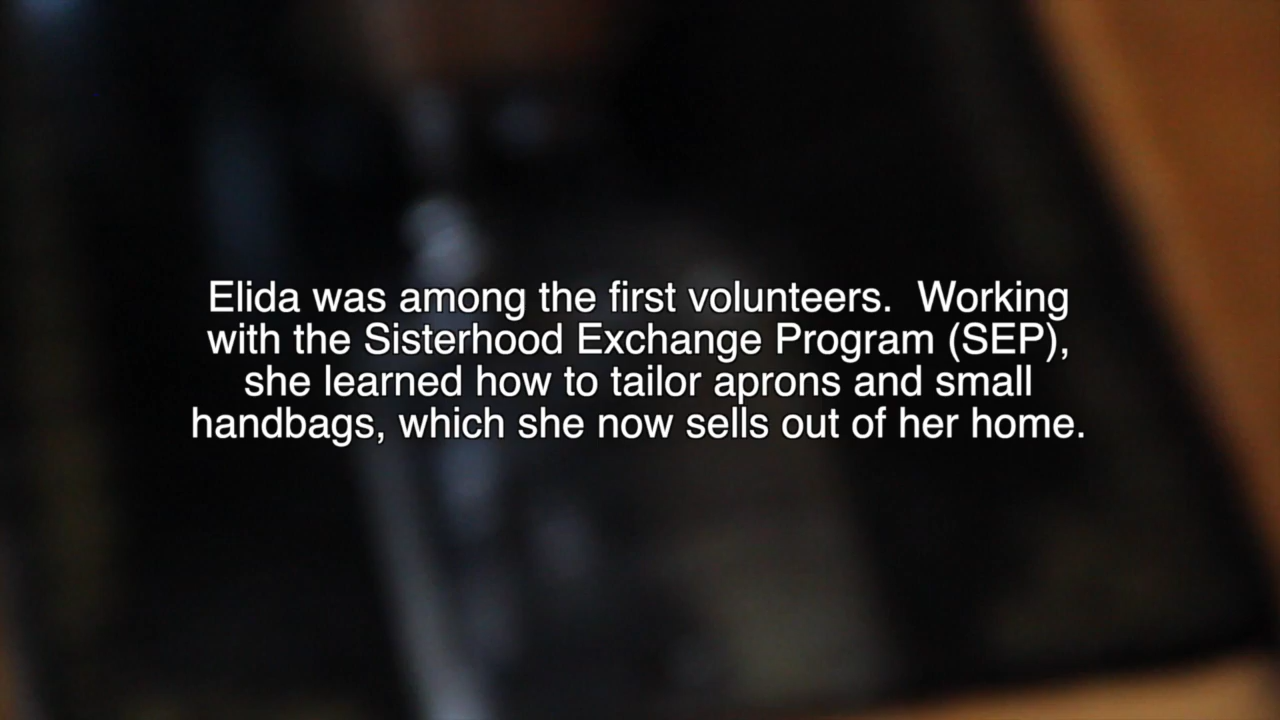 Elida was among the first volunteers.  Working
with the Sisterhood Exchange Program (SEP),
she learned how to tailor aprons and small
handbags, which she now sells out of her home.